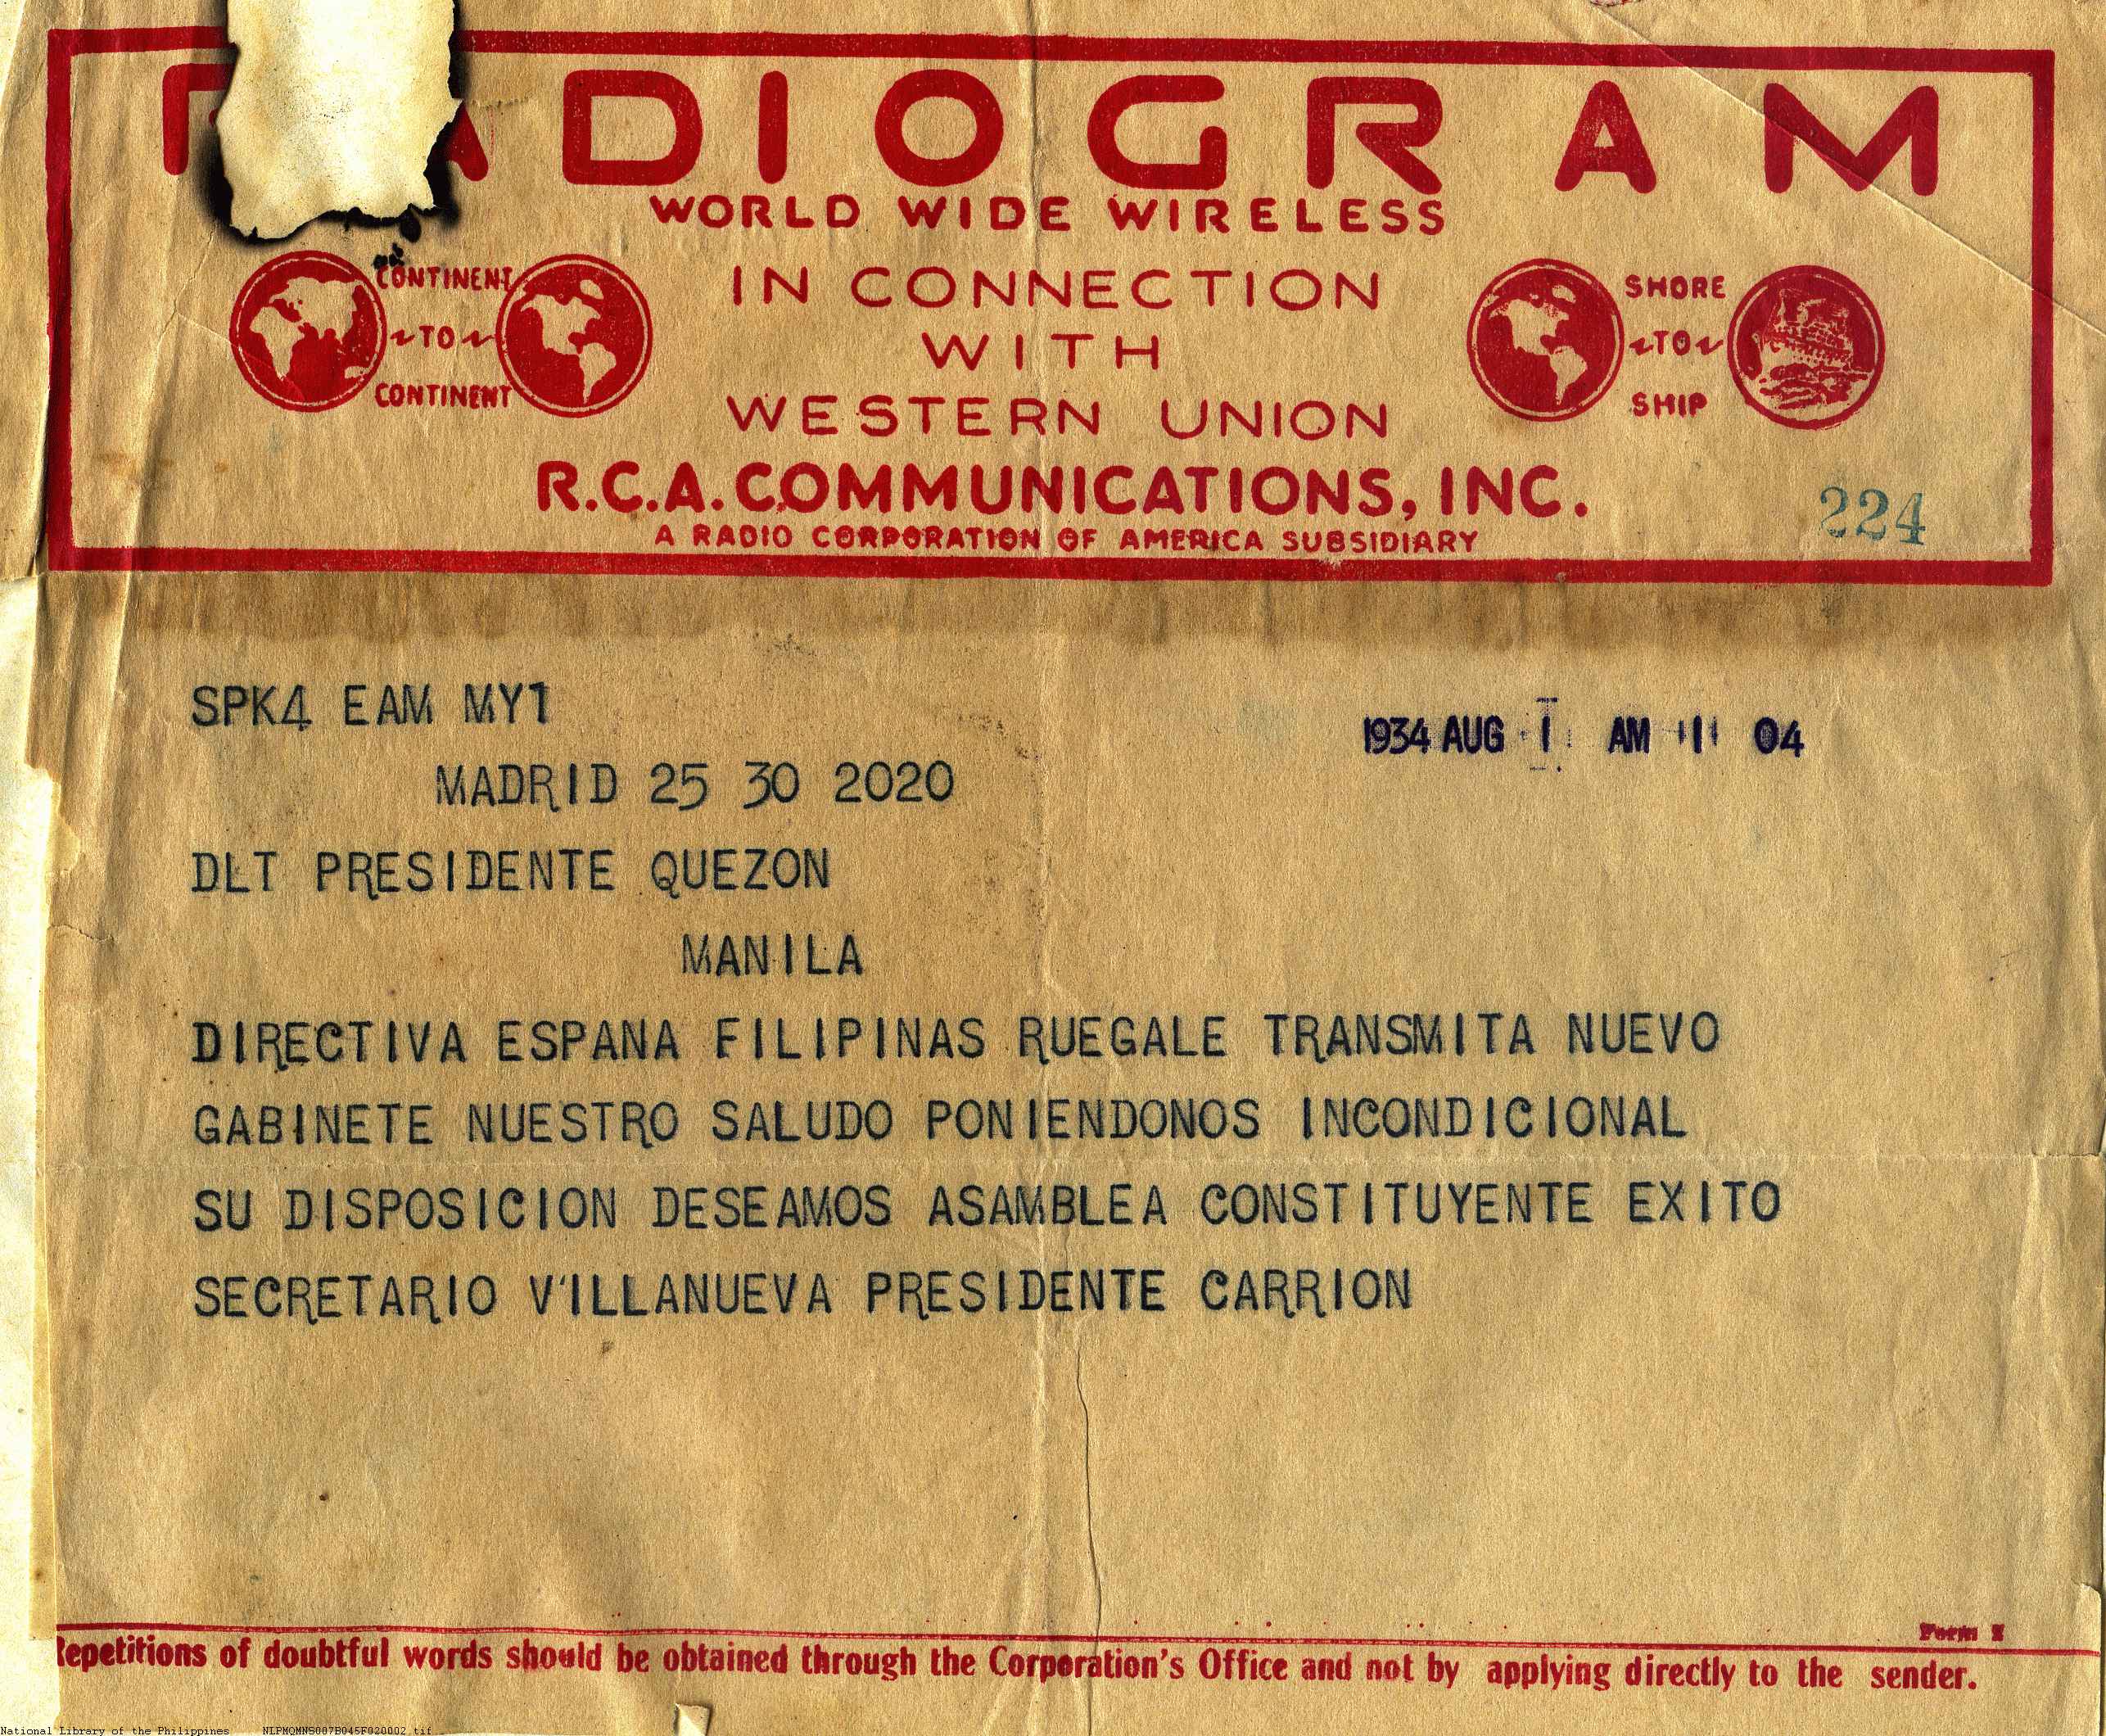 RADIOGRAM
WORLD WIDE WIRELESS
CONTINENT
TO
CONTINENT
IN CONNECTION
WITH
WESTERN UNION
SHORE
TO
SHIP
R.C.A. COMMUNICATIONS, INC.
A RADIO CORPORATION OF AMERICA SUBSIDIARY
224
SPK4 EAM MY1
1934 AUG 1 AM 11 04
MADRID 25 30 2020
DLT PRESIDENTE QUEZON
MANILA
DIRECTIVA ESPANA FILIPINAS RUEGALE TRANSMITA NUEVO
GABINETE NUESTRO SALUDO PONIENDONOS INCONDICIONAL
SU DISPOSICION DESEAMOS ASAMBLEA CONSTITUYENTE EXITO
SECRETARIO V'ILLANUEVA PRESIDENTE CARRION
Form
Repetitions of doubtful words should be obtained through the Corporation's Office and not by applying directly to the sender.
National Library of the Philippines NLPMQMNS007B045F020002.tif